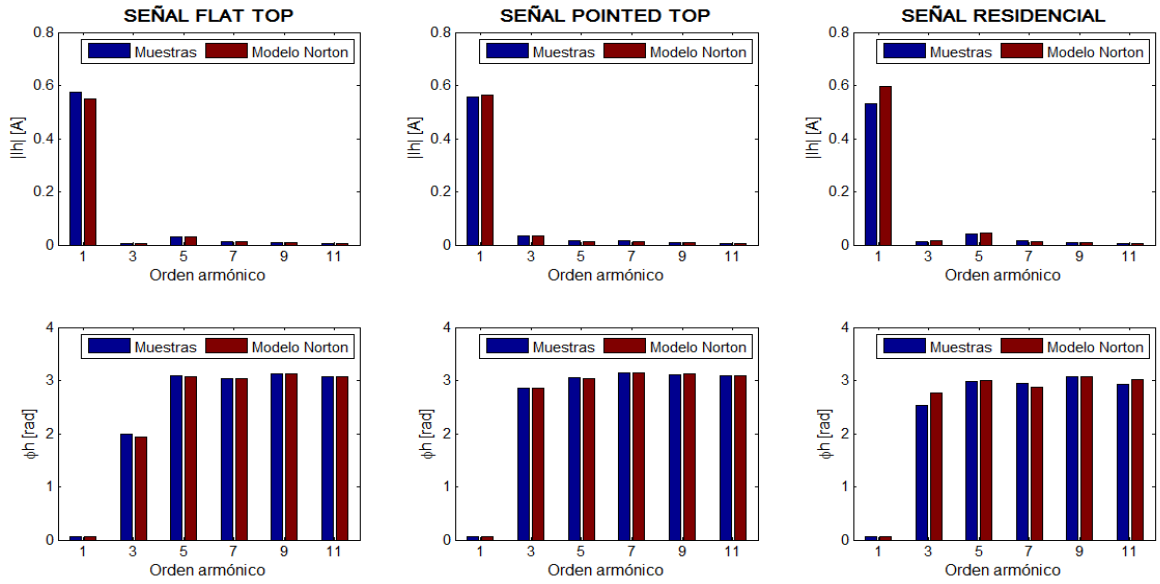 SEÑAL FLAT TOP
0.8
0.6
0.4
0.2
0
|Ih| [A]
Muestras
Modelo Norton
1 3 5 7 9 11
Orden armónico
SEÑAL POINTED TOP
0.8
0.6
0.4
0.2
0
|Ih| [A]
Muestras
Modelo Norton
1 3 5 7 9 11
Orden armónico
SEÑAL RESIDENCIAL
0.8
0.6
0.4
0.2
0
|Ih| [A]
Muestras
Modelo Norton
1 3 5 7 9 11
Orden armónico
4
3
2
1
0
ϕh [rad]
Muestras
Modelo Norton
1 3 5 7 9 11
Orden armónico
4
3
2
1
0
ϕh [rad]
Muestras
Modelo Norton
1 3 5 7 9 11
Orden armónico
4
3
2
1
0
ϕh [rad]
Muestras
Modelo Norton
1 3 5 7 9 11
Orden armónico